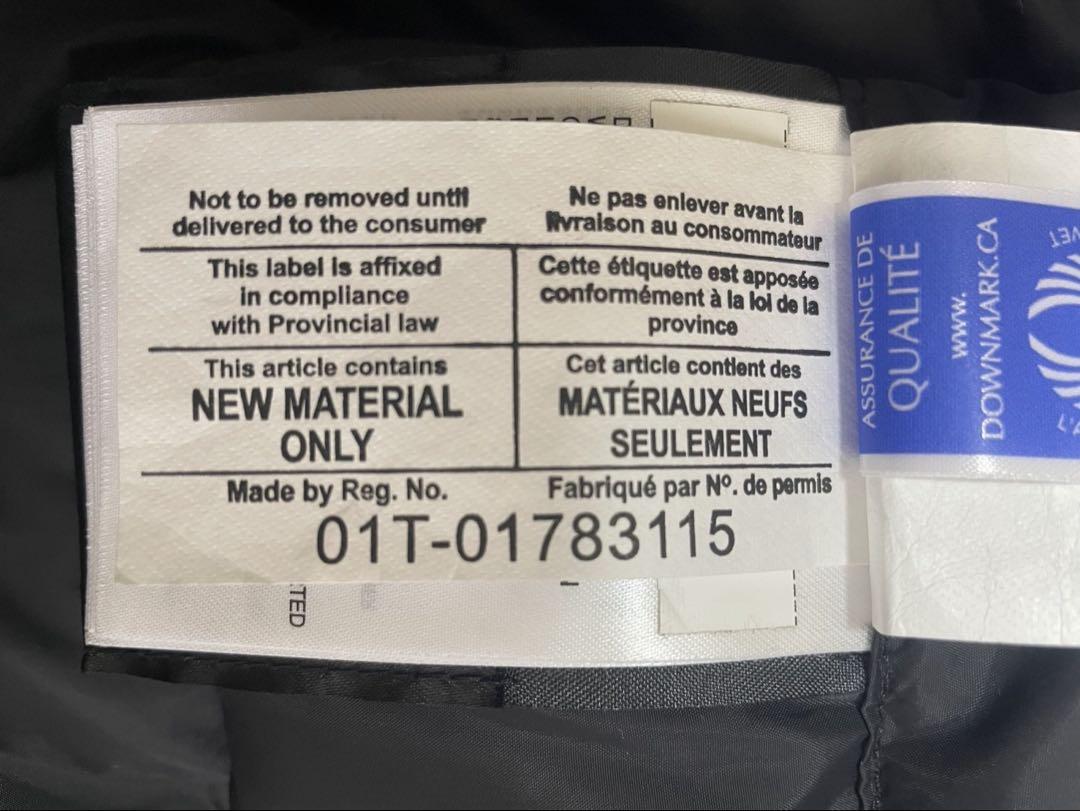 Not to be removed until
delivered to the consumer
Ne pas enlever avant la
livraison au consommateur
This label is affixed
in compliance
with Provincial law
Cette étiquette est apposée
conformément à la loi de la
province
This article contains
NEW MATERIAL
ONLY
Cet article contient des
MATÉRIAUX NEUFS
SEULEMENT
Made by Reg. No.
Fabriqué par Nº. de permis
01T-01783115
TED
ASSURANCE DE
QUALITÉ
www.
DOWNMARK.CA